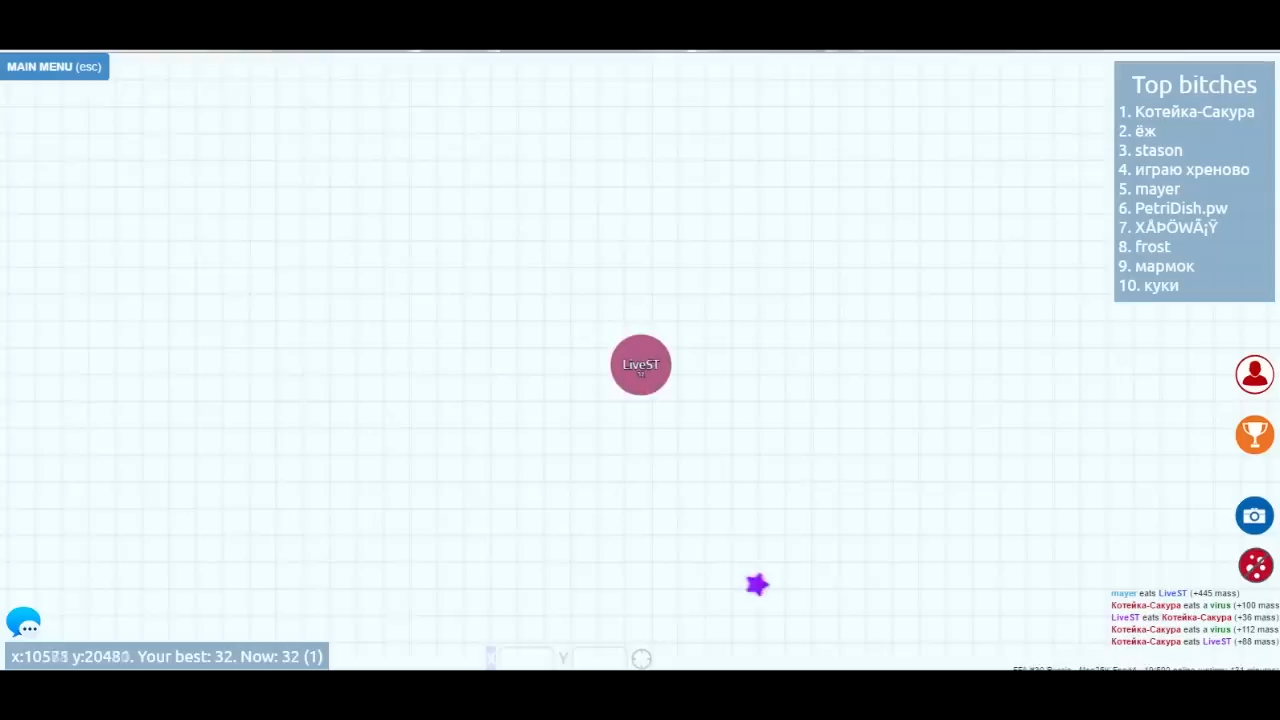 MAIN MENU (esc)
Top bitches
1. Котейка-Сакура
2. ёж
3. stason
4. играю хреново
5. mayer
6. PetriDish.pw
7. XÅÞÖWÃ¡Ÿ
8. frost
9. мармок
10. куки
LiveST
mayer eats LiveST (+445 mass)
Котейка-Сакура eats a virus (+100 mass
LiveST eats Котейка-Сакура (+36 mass
Котейка-Сакура eats a virus (+112 mass
Котейка-Сакура eats LiveST (+88 mass)
Your best: 32. Now: 32 (1)
Y